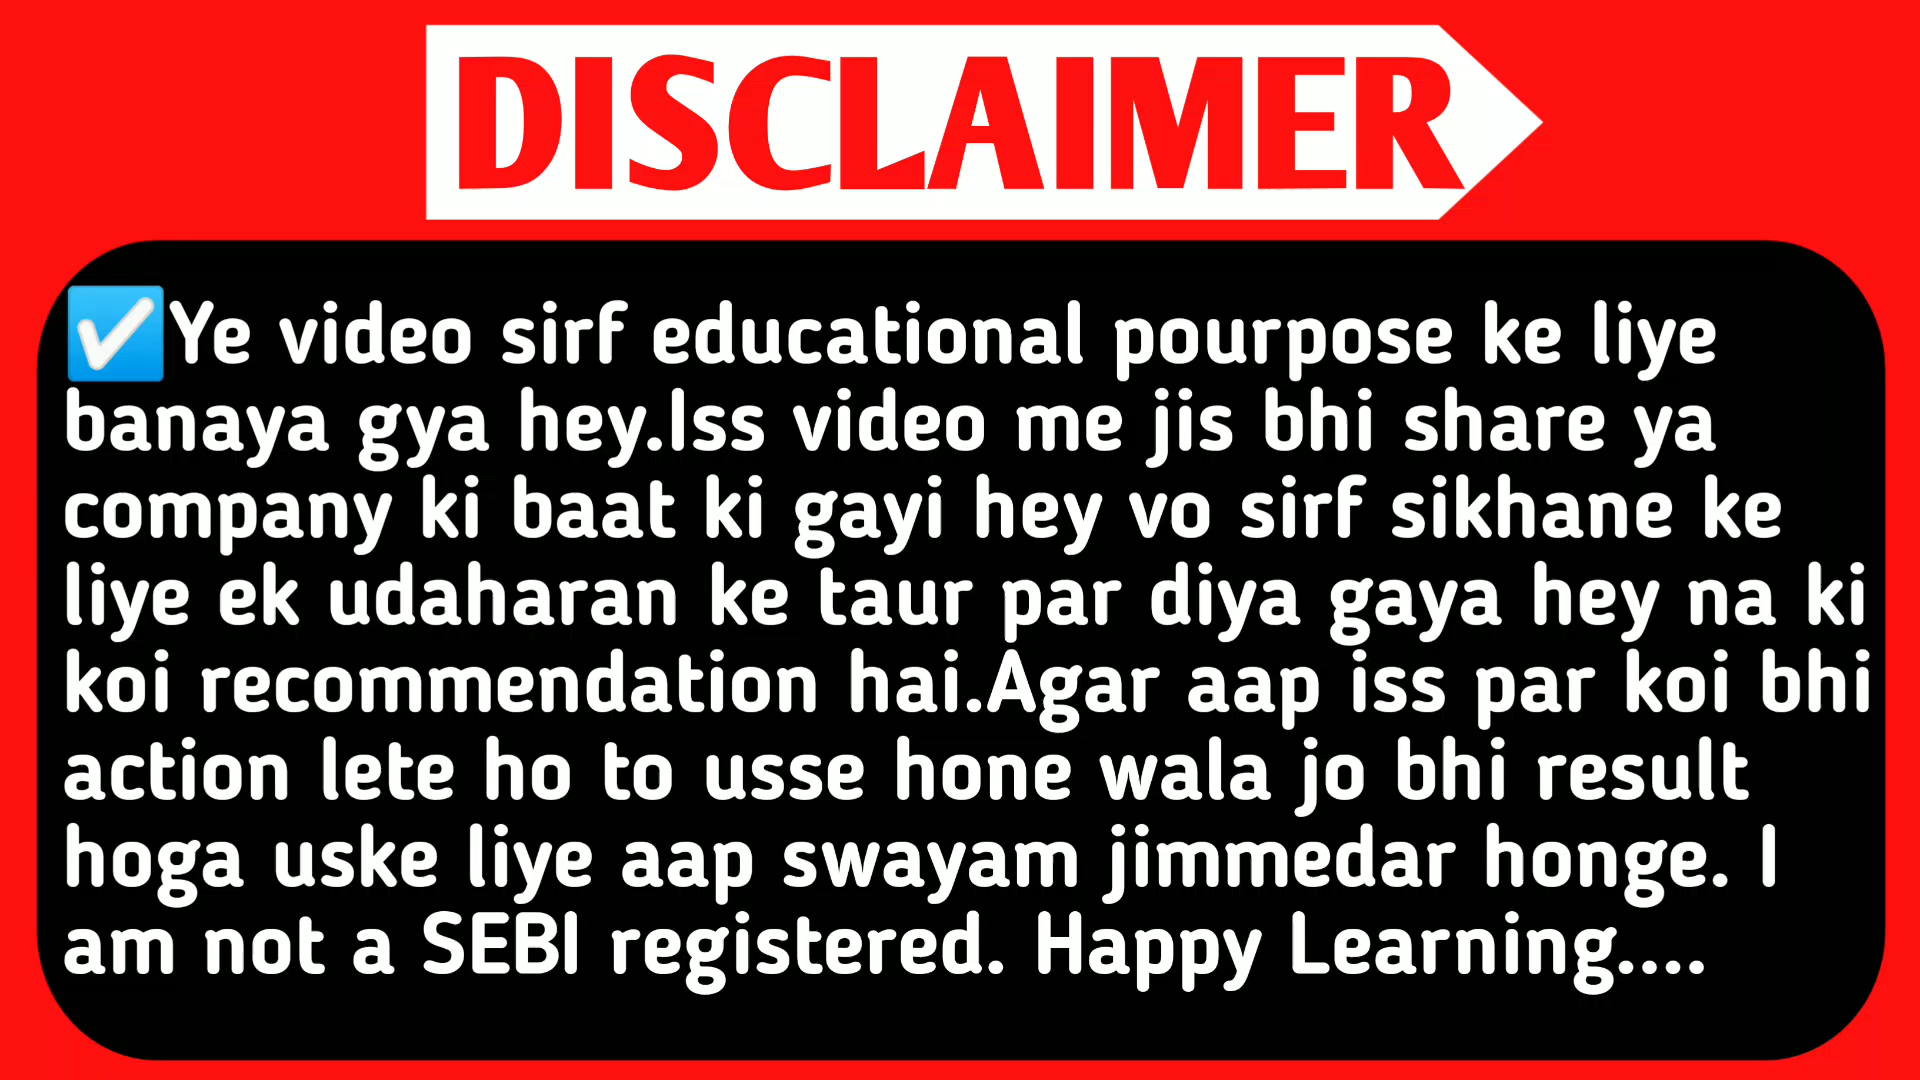 DISCLAIMER
☑Ye video sirf educational pourpose ke liye
banaya gya hey.Iss video me jis bhi share ya
company ki baat ki gayi hey vo sirf sikhane ke
liye ek udaharan ke taur par diya gaya hey na ki
koi recommendation hai.Agar aap iss par koi bhi
action lete ho to usse hone wala jo bhi result
hoga uske liye aap swayam jimmedar honge. I
am not a SEBI registered. Happy Learning....